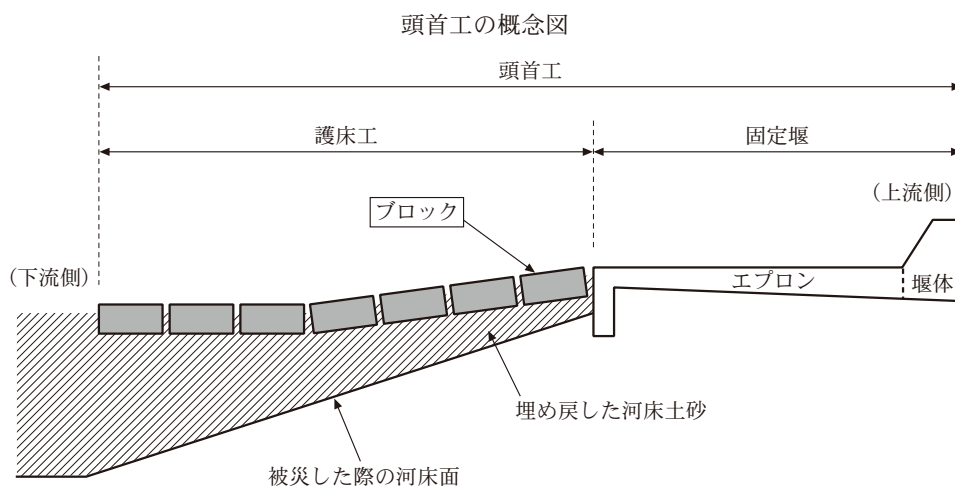 頭首工の概念図
頭首工
護床工
固定堰
(上流側)
ブロック
(下流側)
エプロン
堰体
埋め戻した河床土砂
被災した際の河床面